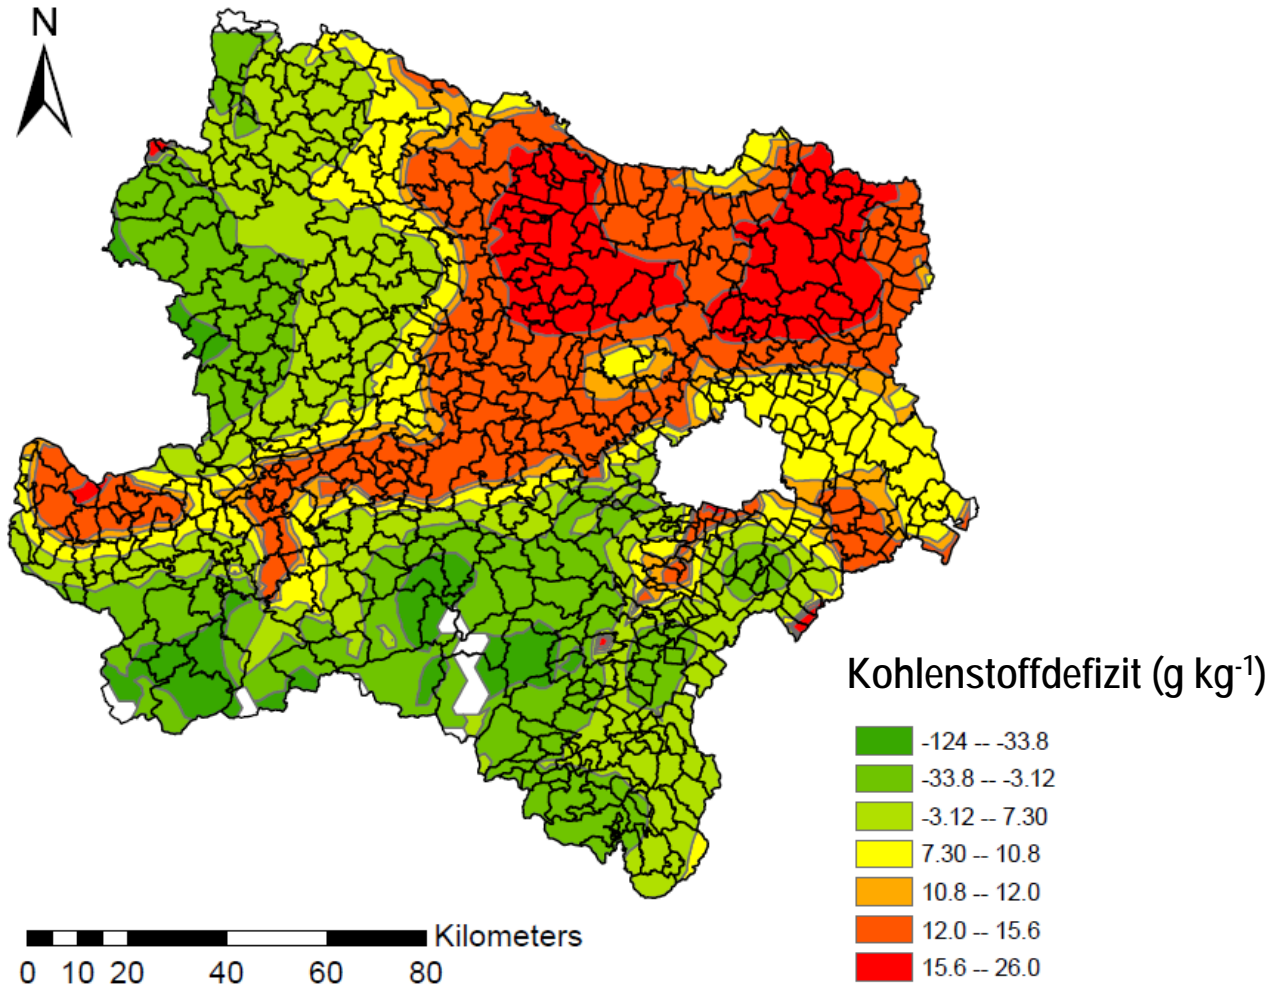 N
Kohlenstoffdefizit (g kg-1)
-124 -- -33.8
-33.8 -- -3.12
-3.12 -- 7.30
7.30 -- 10.8
10.8 -- 12.0
12.0 -- 15.6
15.6 -- 26.0
Kilometers
0 10 20 40 60 80